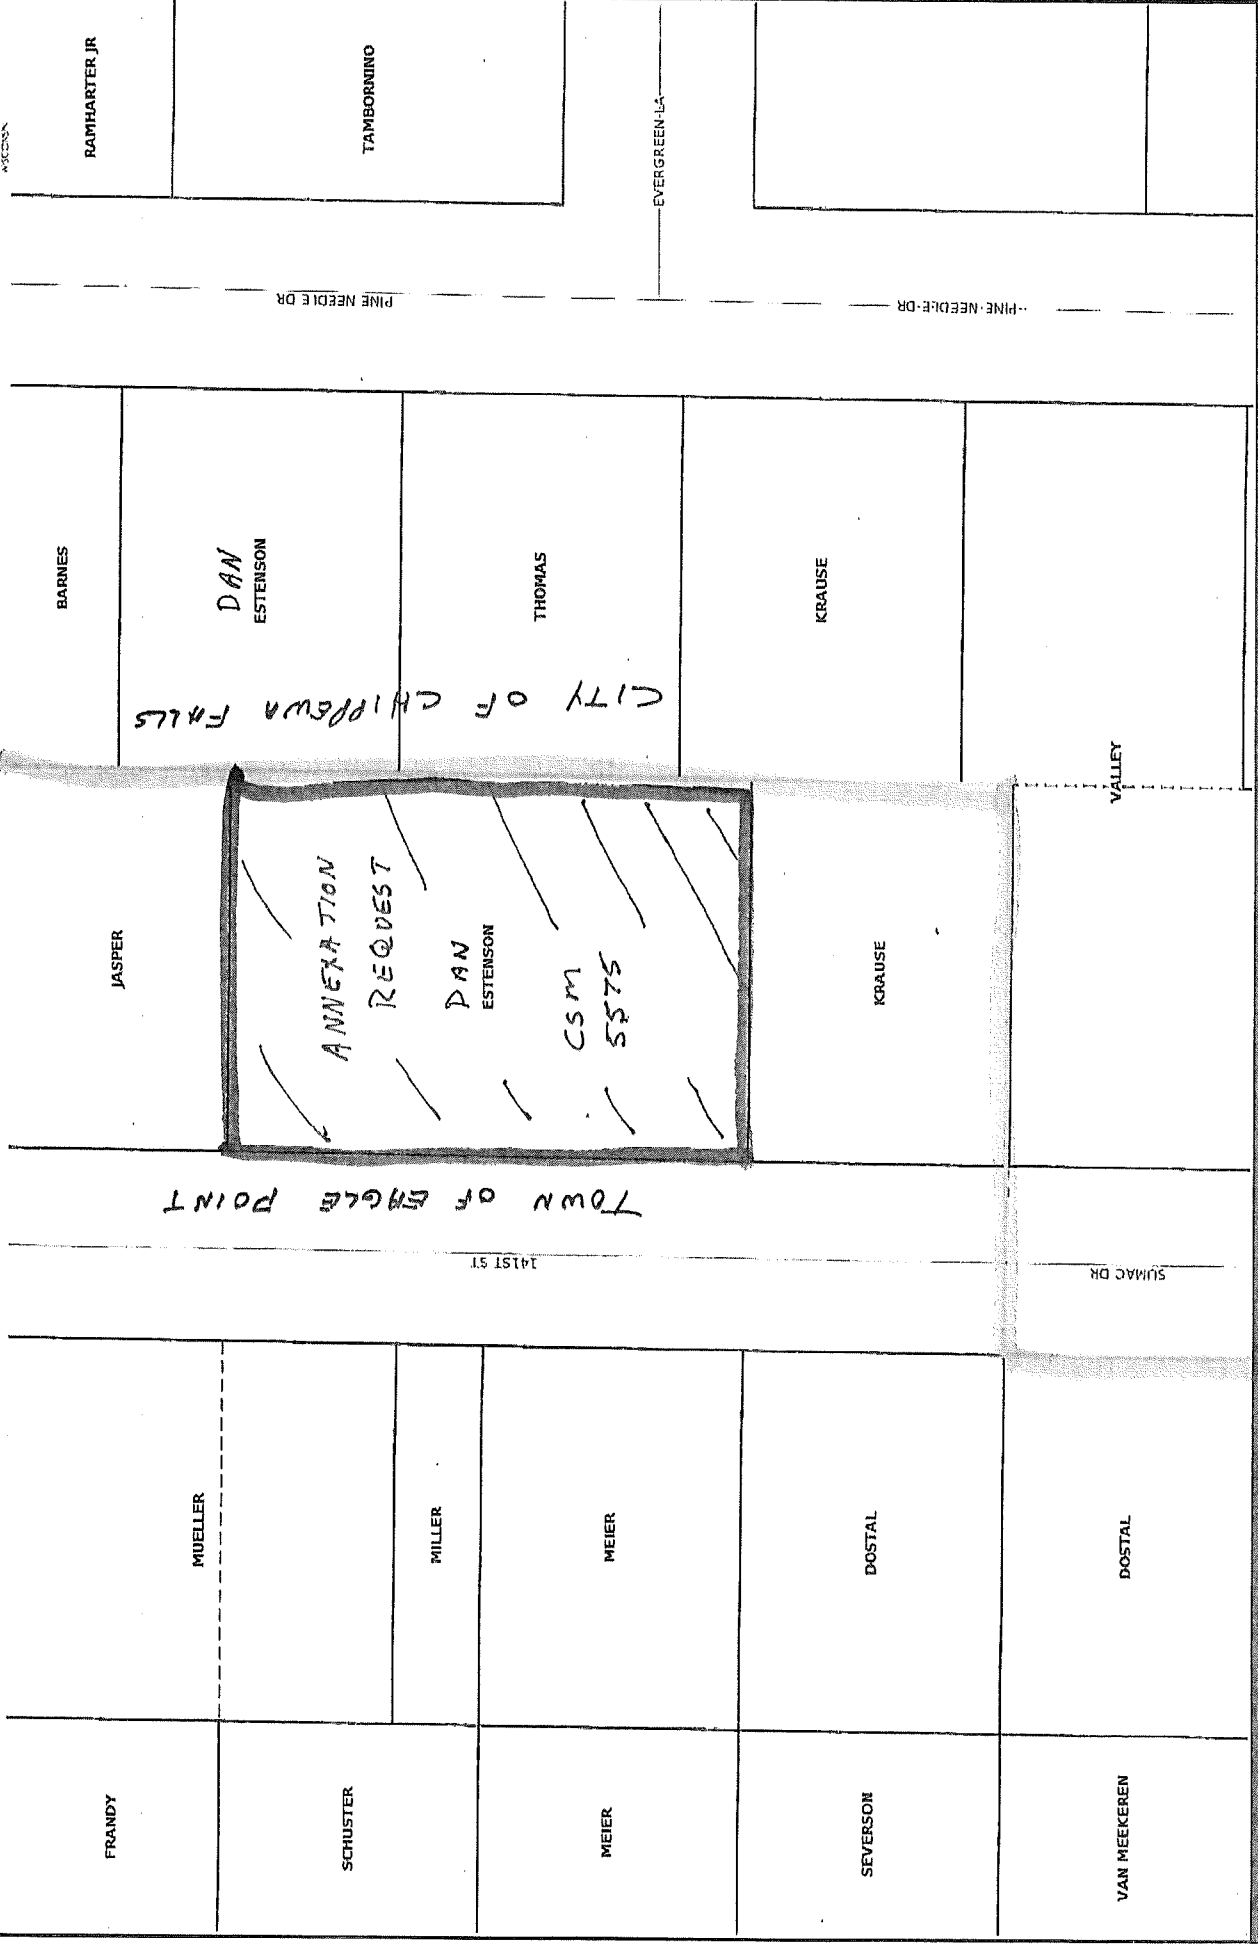 FRANDY
MUELLER
JASPER
BARNES
RAMHARTER JR
SCHUSTER
MILLER
TOWN OF EAGLE POINT
141ST ST
ANNEXATION
REQUEST
DAN
ESTENSON
CSM
5575
DAN
ESTENSON
CITY OF CHIPPEWA FALLS
PINE NEEDLE DR
TAMBORNINO
MEIER
MEIER
THOMAS
EVERGREEN LA
SEVERSON
DOSTAL
KRAUSE
KRAUSE
PINE NEEDLE DR
VAN MEEKEREN
DOSTAL
SUMAC DR
VALLEY